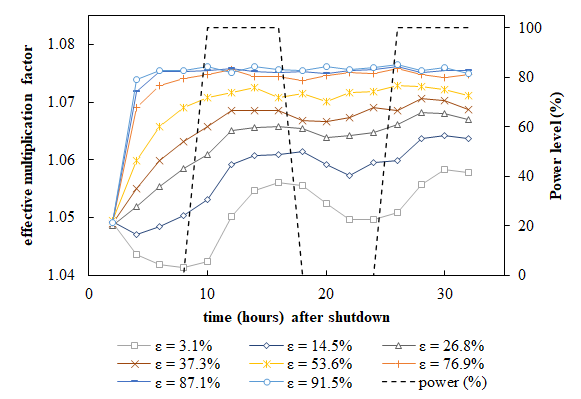 effective multiplication factor
1.08
1.07
1.06
1.05
1.04
100
80
60
40
20
0
Power level (%)
0 10 20 30
time (hours) after shutdown
ε = 3.1% ε = 14.5% ε = 26.8%
ε = 37.3% ε = 53.6% ε = 76.9%
ε = 87.1% ε = 91.5% power (%)